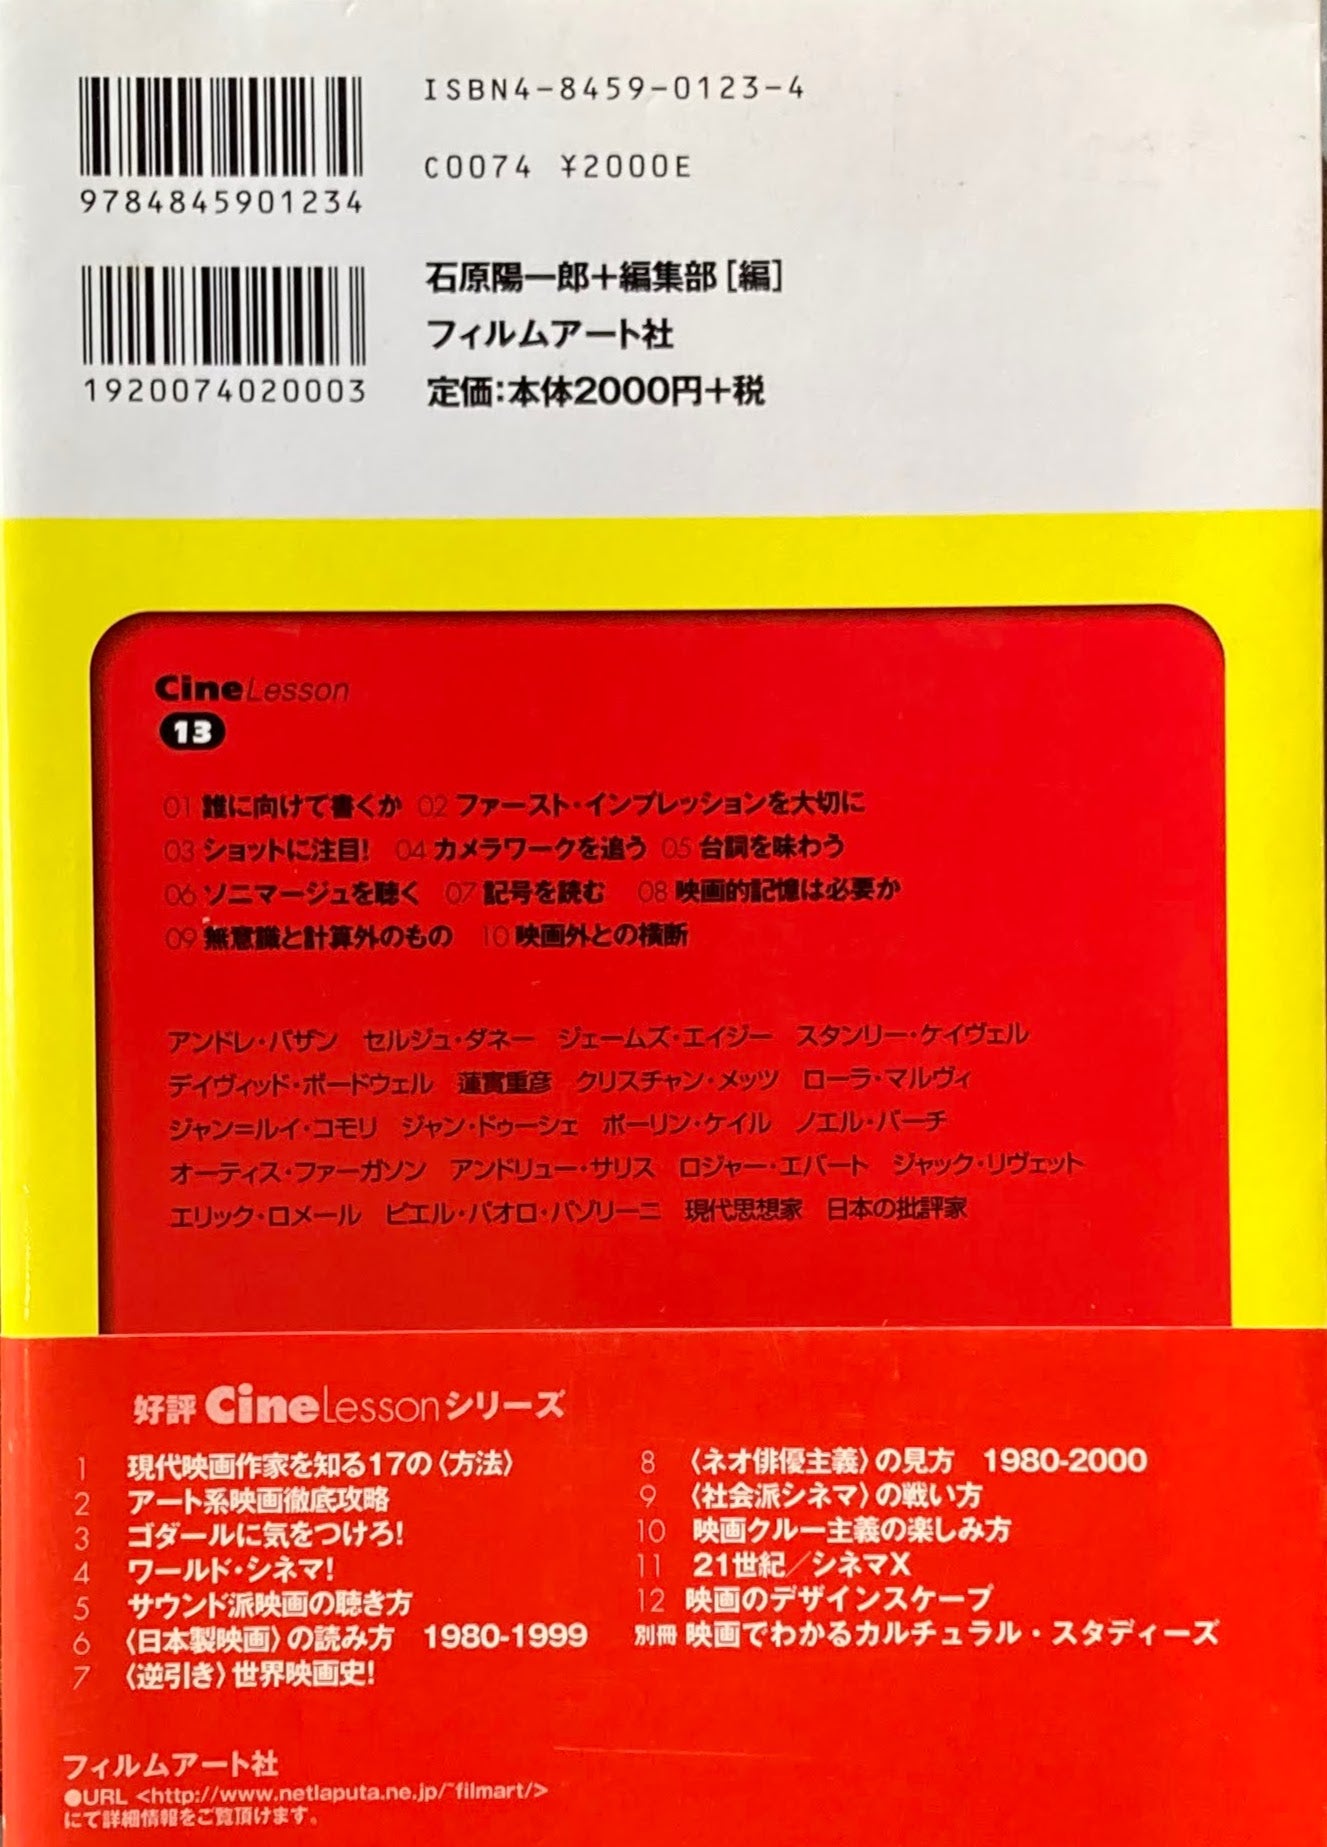 ISBN4-8459-0123-4
C0074 ¥2000E
9784845901234
1920074020003
石原陽一郎+編集部[編]
フィルムアート社
定価:本体2000円+税
CineLesson
13
01 誰に向けて書くか 02 ファースト・インプレッションを大切に
03 ショットに注目! 04 カメラワークを追う 05 台詞を味わう
06 ソニマージュを聴く 07 記号を読む 08 映画的記憶は必要か
09 無意識と計算外のもの 10 映画外との横断
アンドレ・バザン セルジュ・ダネー ジェームズ・エイジー スタンリー・ケイヴェル
デイヴィッド・ボードウェル 蓮實重彦 クリスチャン・メッツ ローラ・マルヴィ
ジャン=ルイ・コモリ ジャン・ドゥーシェ ポーリン・ケイル ノエル・バーチ
オーティス・ファーガソン アンドリュー・サリス ロジャー・エバート ジャック・リヴェット
エリック・ロメール ピエル・パオロ・パゾリーニ 現代思想家 日本の批評家
好評 CineLessonシリーズ
1 現代映画作家を知る17の〈方法〉
2 アート系映画徹底攻略
3 ゴダールに気をつけろ!
4 ワールド・シネマ!
5 サウンド派映画の聴き方
6 〈日本製映画〉の読み方 1980-1999
7 〈逆引き〉世界映画史!
8 〈ネオ俳優主義〉の見方 1980-2000
9 〈社会派シネマ〉の戦い方
10 映画クルー主義の楽しみ方
11 21世紀/シネマX
12 映画のデザインスケープ
別冊 映画でわかるカルチュラル・スタディーズ
フィルムアート社
●URL <http://www.netlaputa.ne.jp/~filmart/>
にて詳細情報をご覧頂けます。